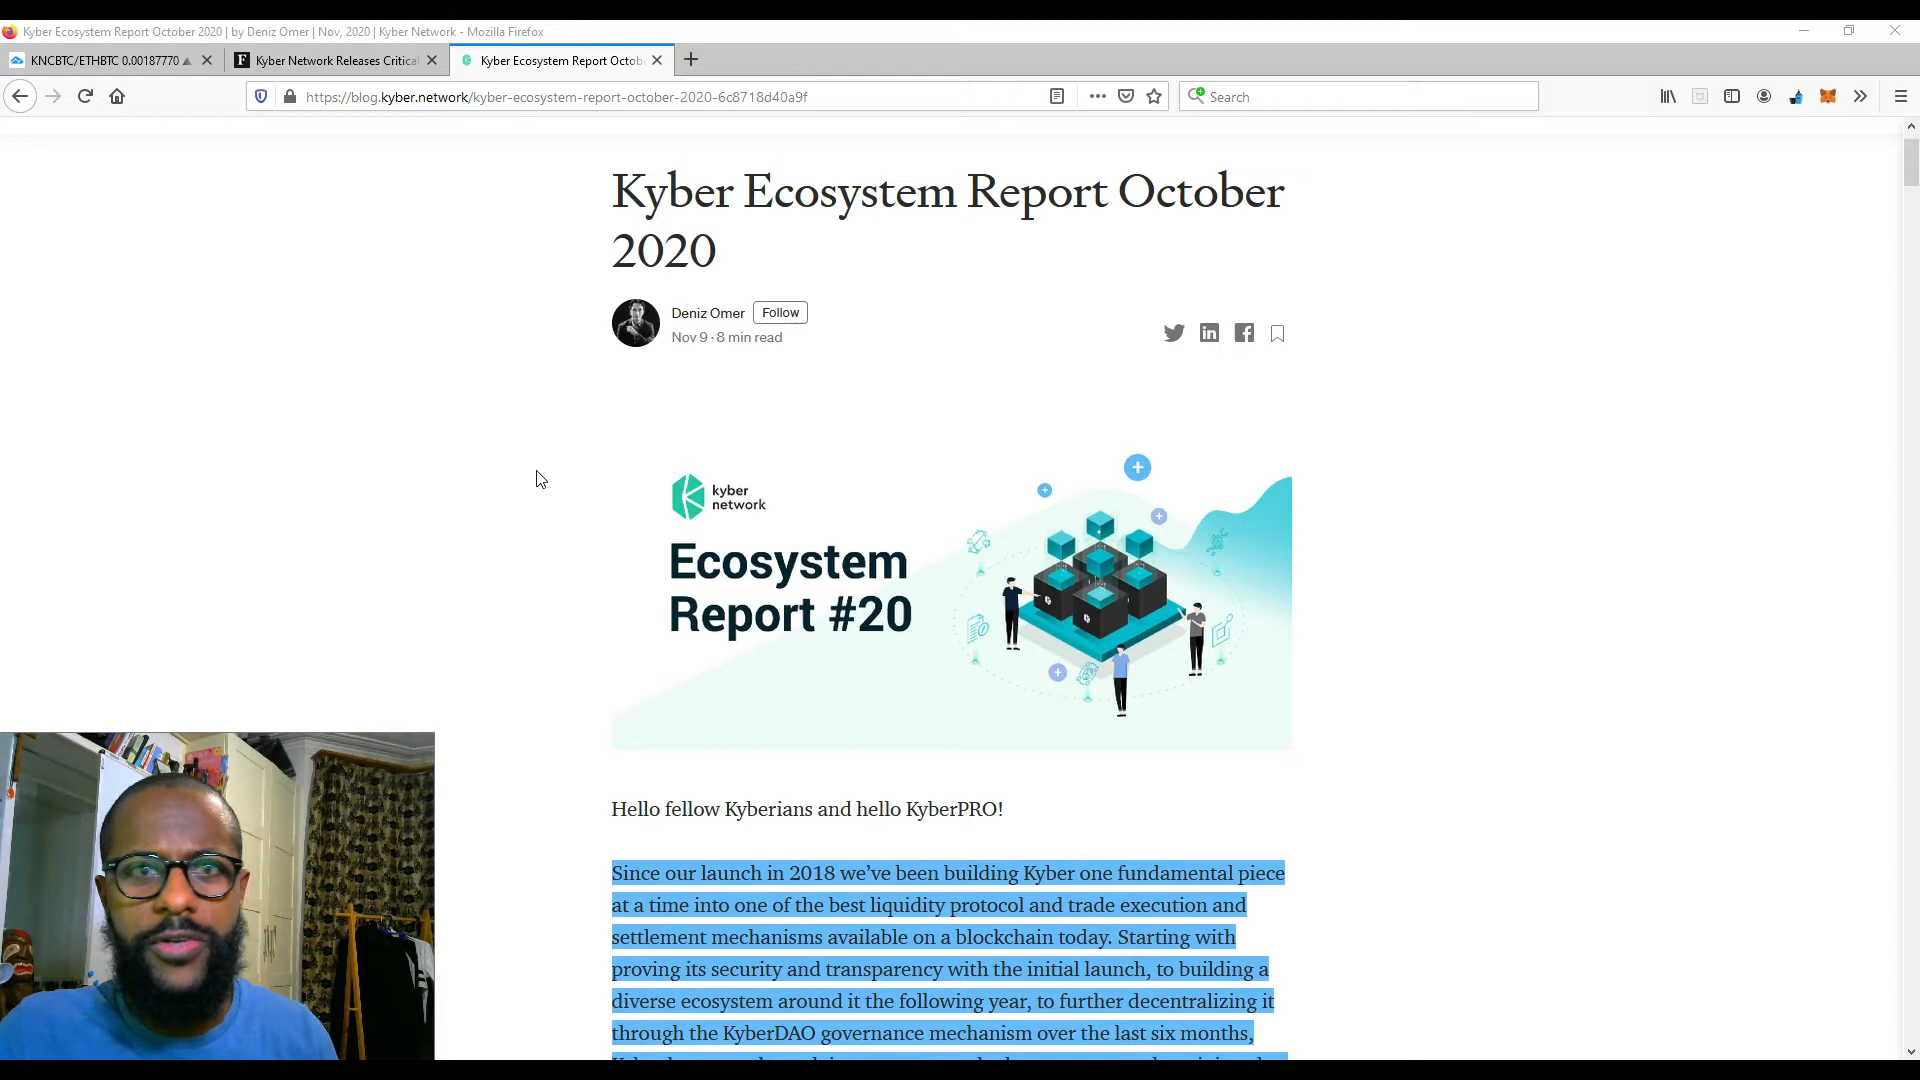 Kyber Ecosystem Report October 2020 | by Deniz Omer | Nov, 2020 | Kyber Network - Mozilla Firefox
KNCBTC/ETHBTC 0.00187770 ▲
Kyber Network Releases Critica
Kyber Ecosystem Report Octob
https://blog.kyber.network/kyber-ecosystem-report-october-2020-6c8718d40a9f
Search
Kyber Ecosystem Report October
2020
Deniz Omer Follow
Nov 9 · 8 min read
kyber
network
Ecosystem
Report #20
Hello fellow Kyberians and hello KyberPRO!
Since our launch in 2018 we’ve been building Kyber one fundamental piece
at a time into one of the best liquidity protocol and trade execution and
settlement mechanisms available on a blockchain today. Starting with
proving its security and transparency with the initial launch, to building a
diverse ecosystem around it the following year, to further decentralizing it
through the KyberDAO governance mechanism over the last six months,